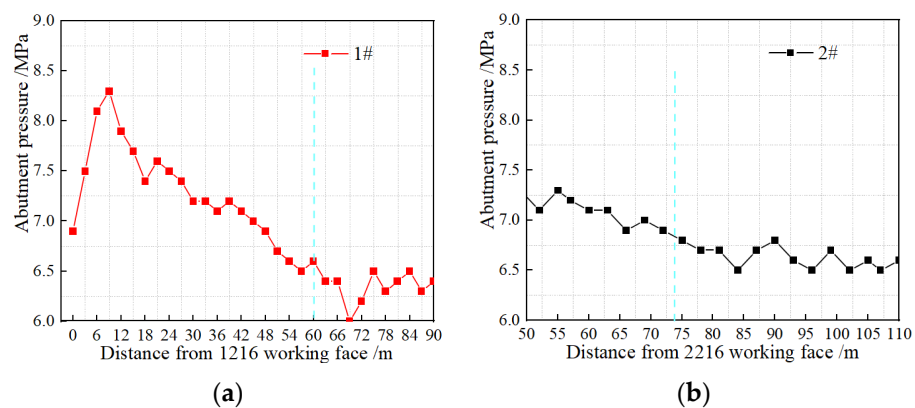 9.0
8.5
8.0
7.5
7.0
6.5
6.0
Abutment pressure /MPa
1#
0 6 12 18 24 30 36 42 48 54 60 66 72 78 84 90
Distance from 1216 working face /m
(a)
9.0
8.5
8.0
7.5
7.0
6.5
6.0
Abutment pressure /MPa
2#
50 55 60 65 70 75 80 85 90 95 100 105 110
Distance from 2216 working face /m
(b)